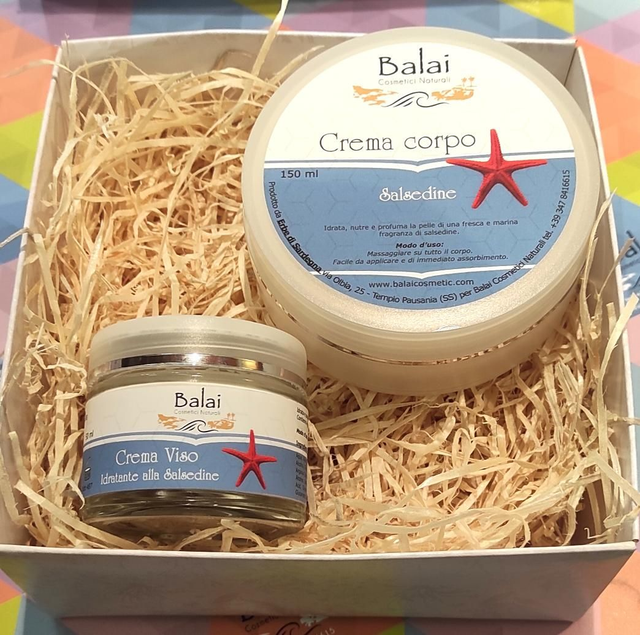 Balai
Cosmetici Naturali
Crema corpo
150 ml
Salsedine
Idrata, nutre e profuma la pelle di una fresca e marina
fragranza di salsedine.
Modo d'uso:
Massaggiare su tutto il corpo.
Facile da applicare e di immediato assorbimento.
www.balaicosmetic.com
Prodotto da Erbe di Sardegna, via Olbia, 25 - Tempio Pausania (SS) per Balai Cosmetici Naturali tel. +39 347 8416615
Balai
Cosmetici Naturali
Crema Viso
Idratante alla Salsedine